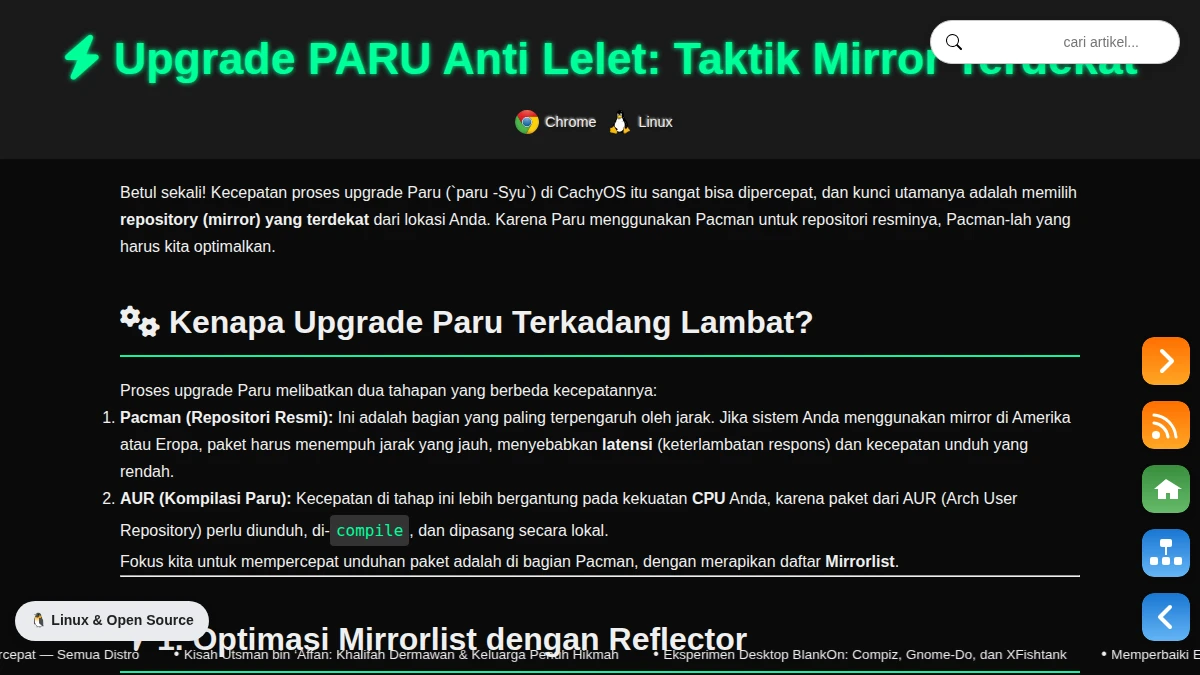 Upgrade PARU Anti Lelet: Taktik Mirror Terdekat
cari artikel...
Chrome Linux
Betul sekali! Kecepatan proses upgrade Paru (`paru -Syu`) di CachyOS itu sangat bisa dipercepat, dan kunci utamanya adalah memilih
repository (mirror) yang terdekat dari lokasi Anda. Karena Paru menggunakan Pacman untuk repositori resminya, Pacman-lah yang
harus kita optimalkan.
Kenapa Upgrade Paru Terkadang Lambat?
Proses upgrade Paru melibatkan dua tahapan yang berbeda kecepatannya:
1. Pacman (Repositori Resmi): Ini adalah bagian yang paling terpengaruh oleh jarak. Jika sistem Anda menggunakan mirror di Amerika
atau Eropa, paket harus menempuh jarak yang jauh, menyebabkan latensi (keterlambatan respons) dan kecepatan unduh yang
rendah.
2. AUR (Kompilasi Paru): Kecepatan di tahap ini lebih bergantung pada kekuatan CPU Anda, karena paket dari AUR (Arch User
Repository) perlu diunduh, di-compile, dan dipasang secara lokal.
Fokus kita untuk mempercepat unduhan paket adalah di bagian Pacman, dengan merapikan daftar Mirrorlist.
Linux & Open Source
1. Optimasi Mirrorlist dengan Reflector
rcepat — Semua Distro • Kisah Utsman bin 'Affan: Khalifah Dermawan & Keluarga Penuh Hikmah • Eksperimen Desktop BlankOn: Compiz, Gnome-Do, dan XFishtank • Memperbaiki E